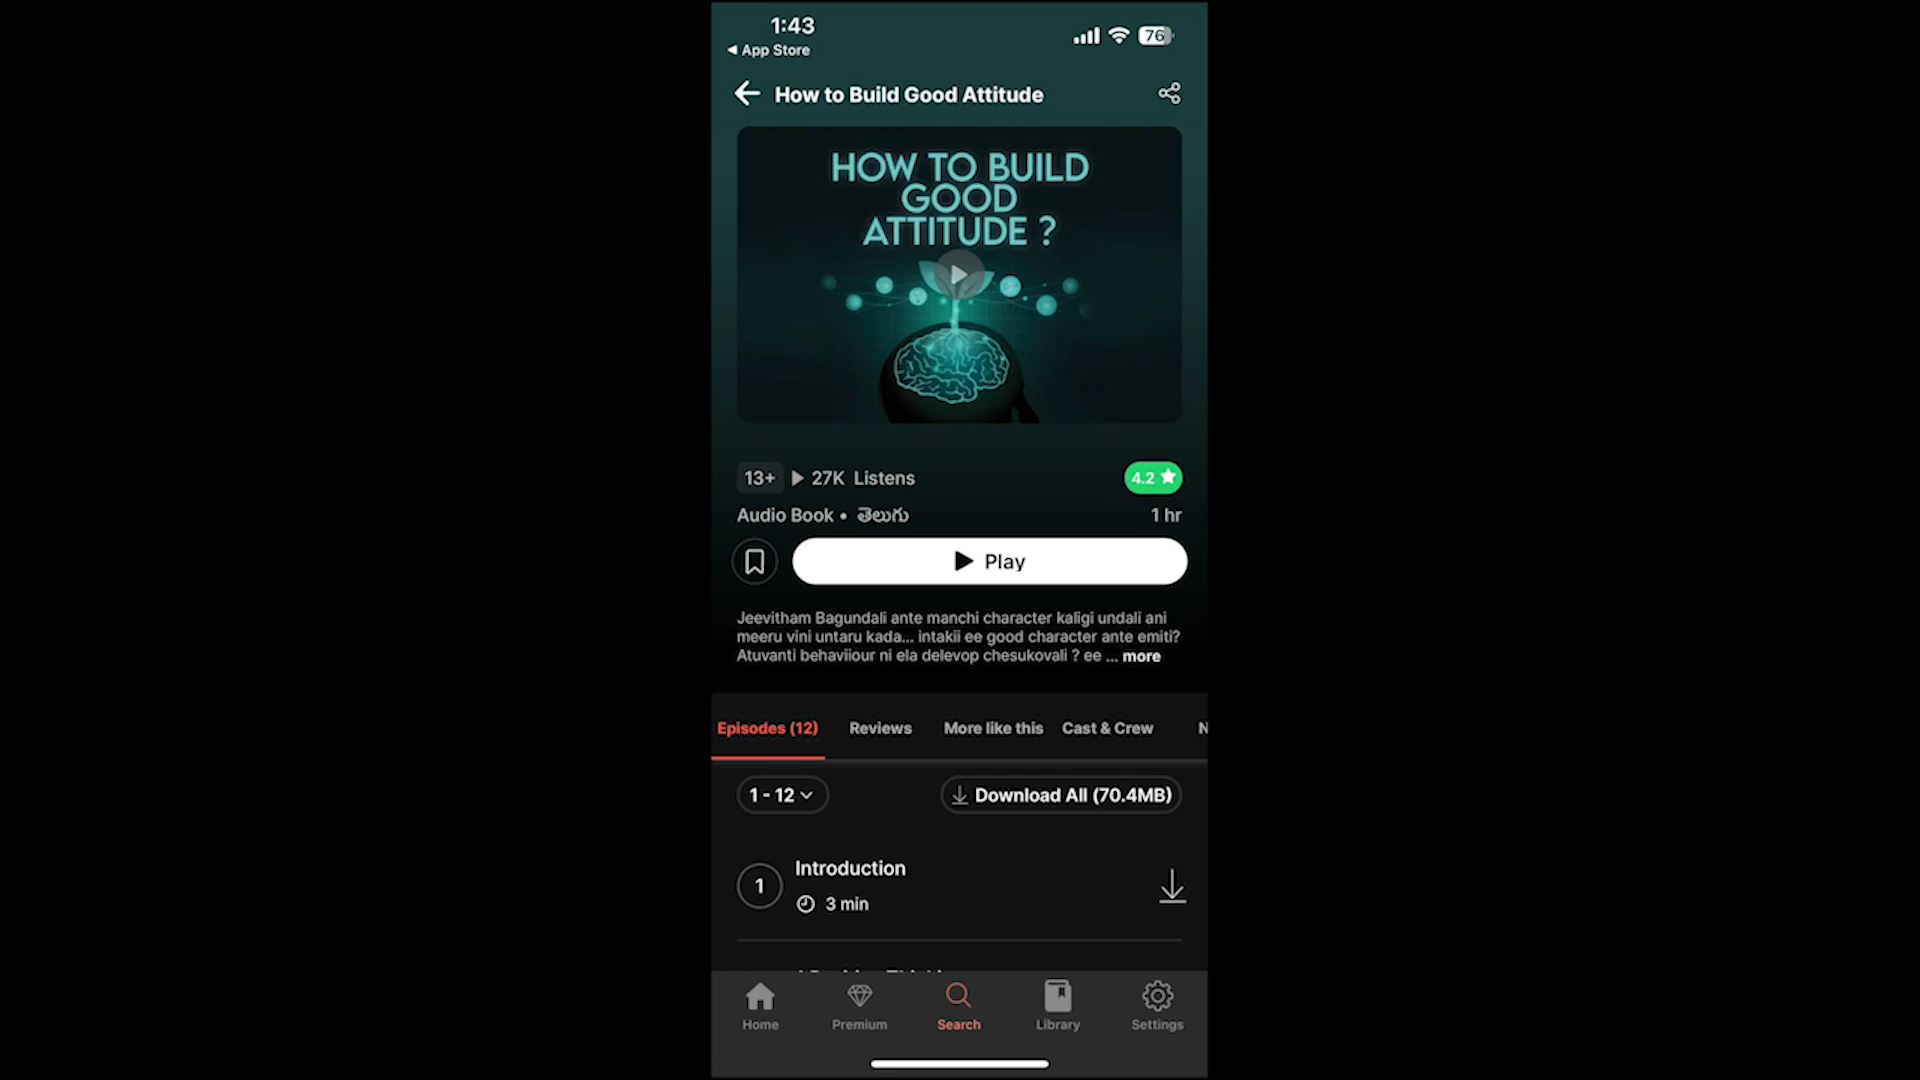 1:43
76
◀ App Store
How to Build Good Attitude
HOW TO BUILD
GOOD
ATTITUDE ?
13+ ▶ 27K Listens
4.2 ★
Audio Book • తెలుగు
1 hr
Play
Jeevitham Bagundali ante manchi character kaligi undali ani
meeru vini untaru kada... intakii ee good character ante emiti?
Atuvanti behaviiour ni ela delevop chesukovali ? ee ... more
Episodes (12)
Reviews
More like this
Cast & Crew
N
1 - 12
Download All (70.4MB)
1
Introduction
3 min
Home
Premium
Search
Library
Settings